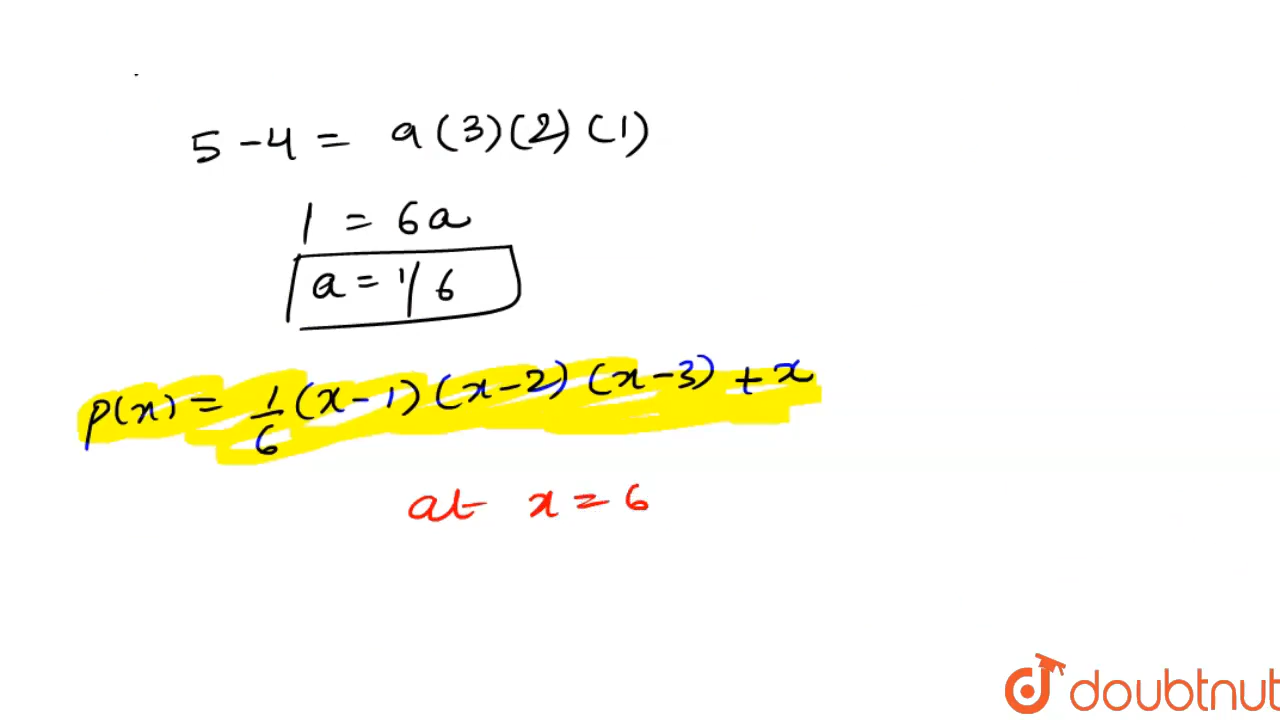 5 - 4 = a (3) (2) (1)
1 = 6a
a = 1/6
p(x) = 1/6 (x-1) (x-2) (x-3) + x
at x = 6
doubtnut